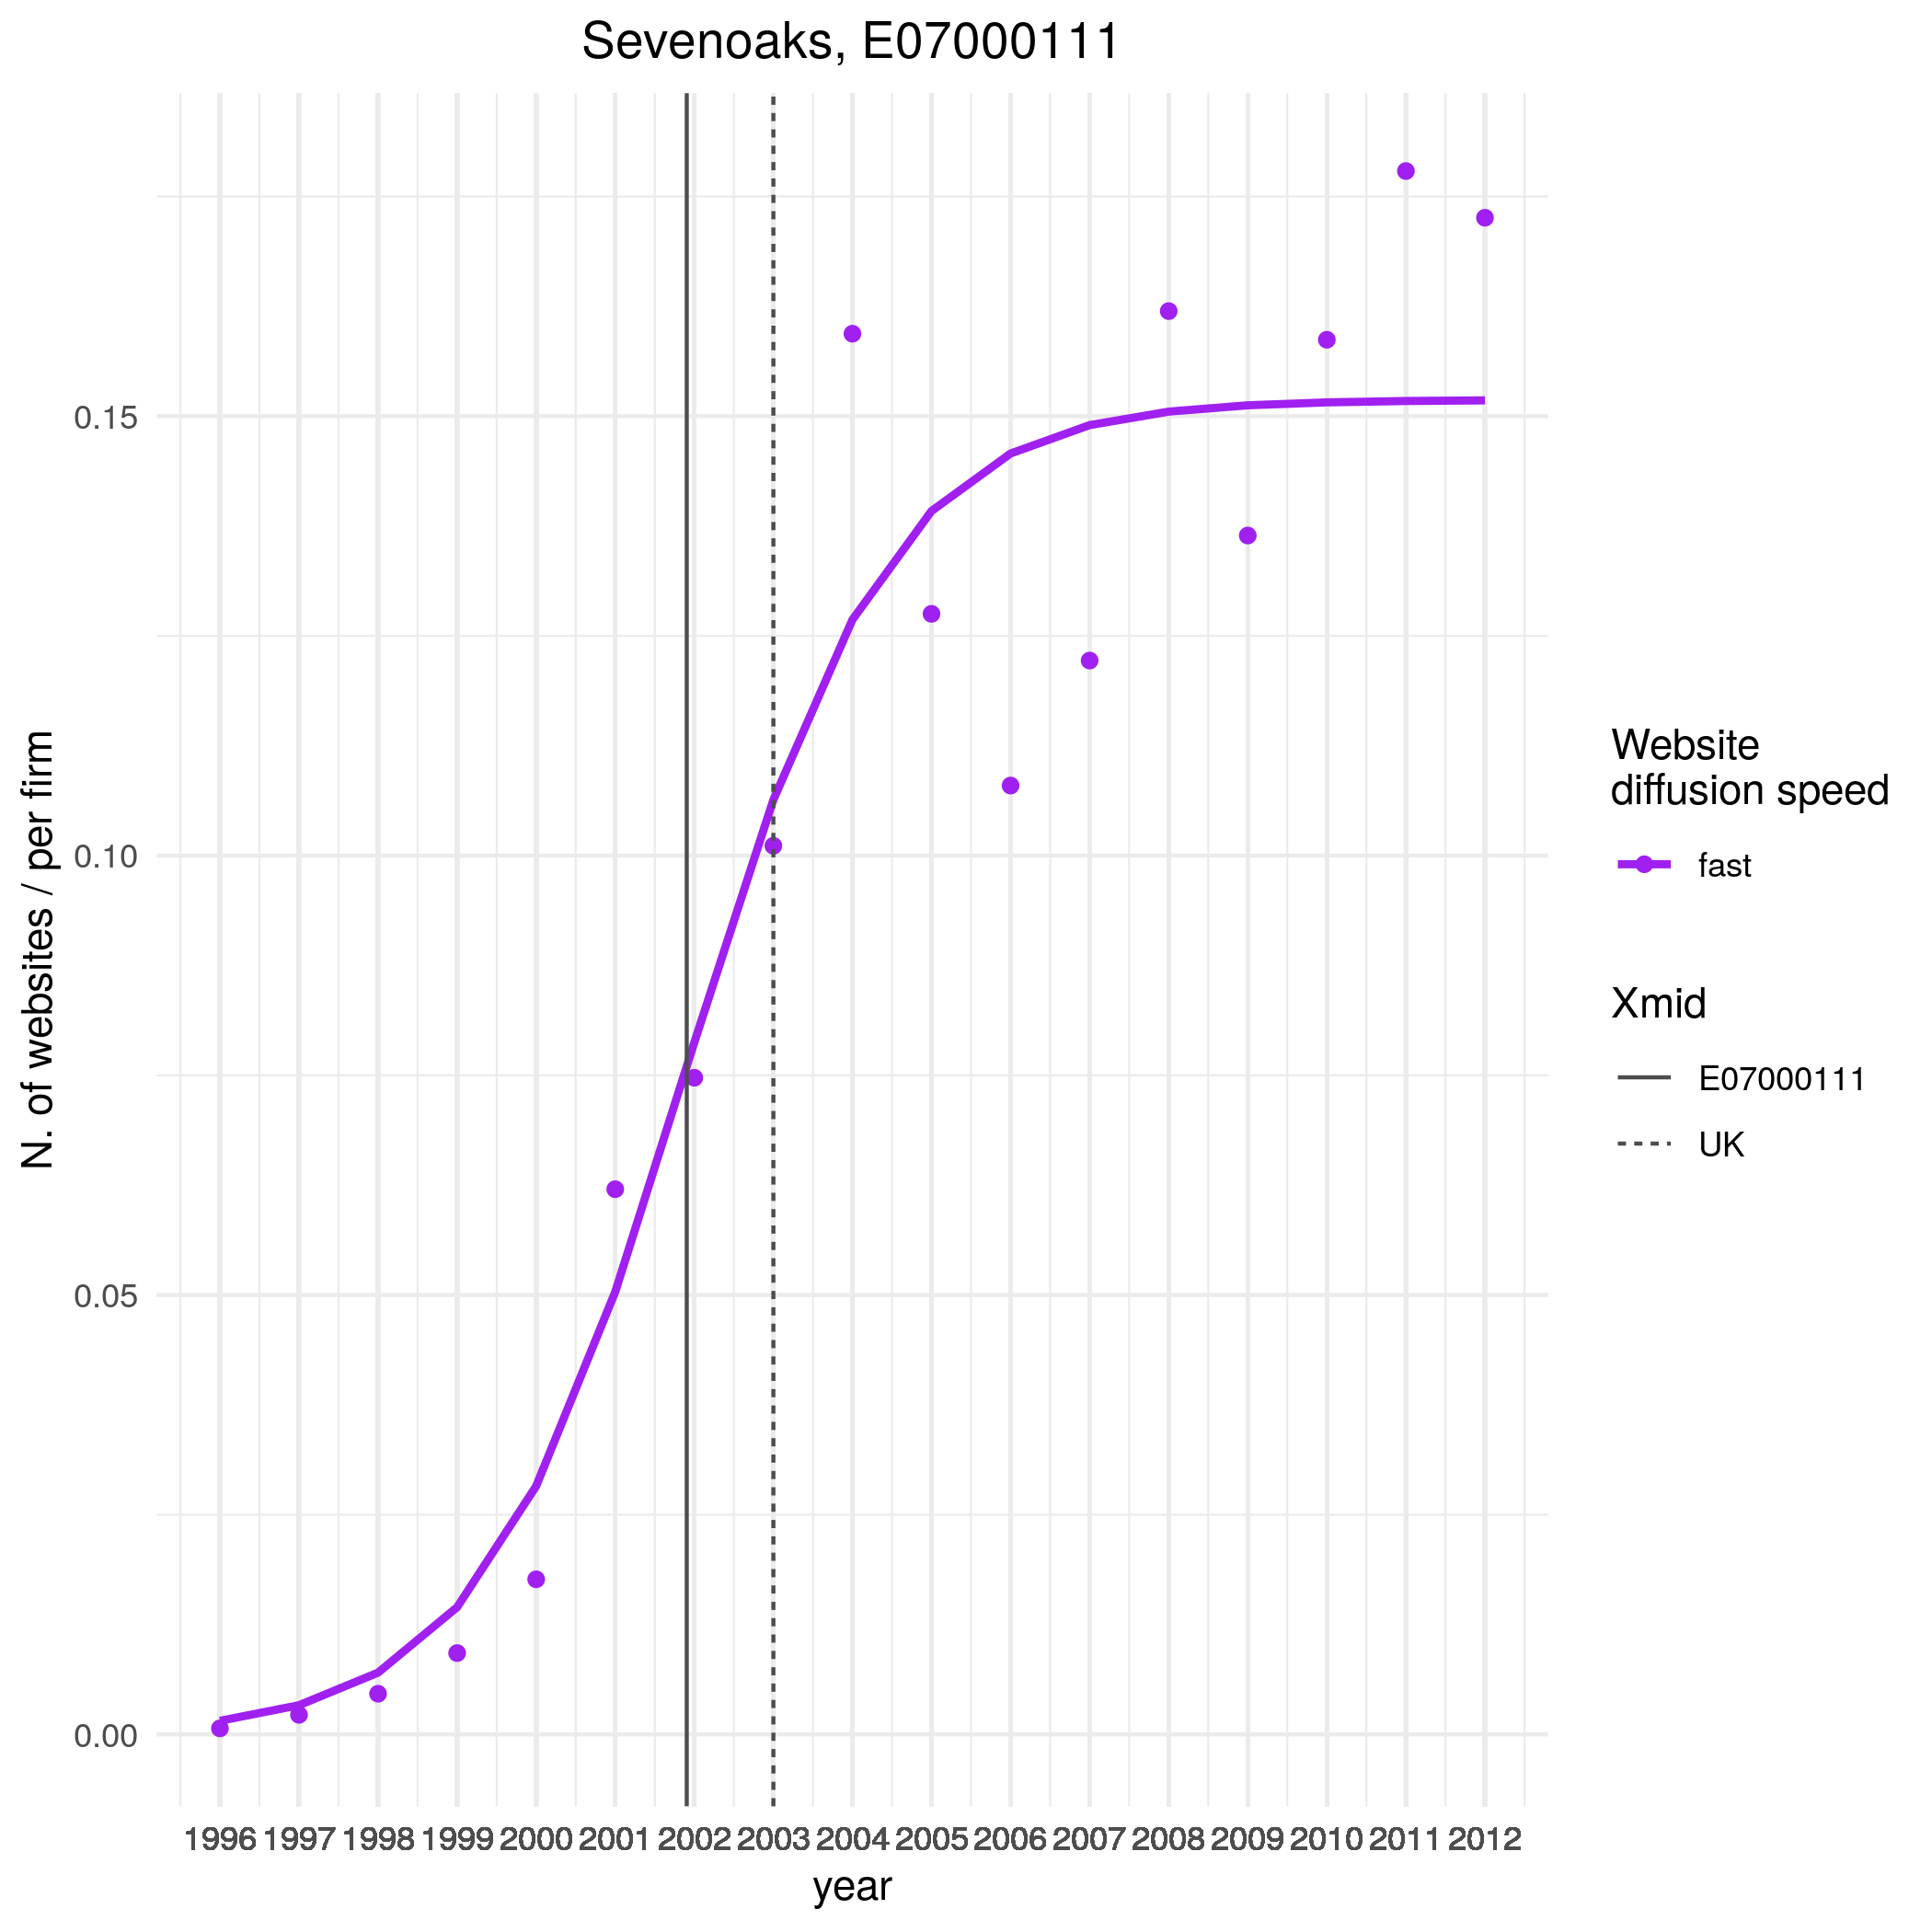 Sevenoaks, E07000111
N. of websites / per firm
0.15
0.10
0.05
0.00
1996 1997 1998 1999 2000 2001 2002 2003 2004 2005 2006 2007 2008 2009 2010 2011 2012
year
Website
diffusion speed
fast
Xmid
E07000111
UK